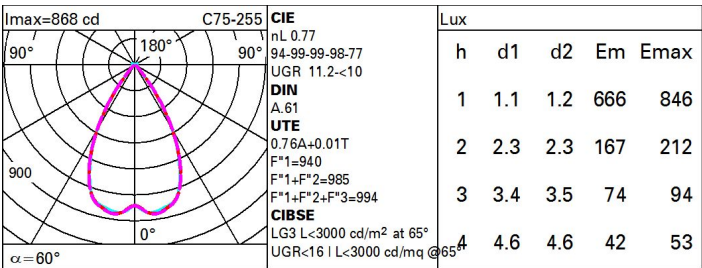 Imax=868 cd C75-255
90° 180° 90°
900
0°
α=60°
CIE
nL 0.77
94-99-99-98-77
UGR 11.2-<10
DIN
A.61
UTE
0.76A+0.01T
F"1=940
F"1+F"2=985
F"1+F"2+F"3=994
CIBSE
LG3 L<3000 cd/m² at 65°
UGR<16 | L<3000 cd/mq @65°
Lux
h d1 d2 Em Emax
1 1.1 1.2 666 846
2 2.3 2.3 167 212
3 3.4 3.5 74 94
4 4.6 4.6 42 53